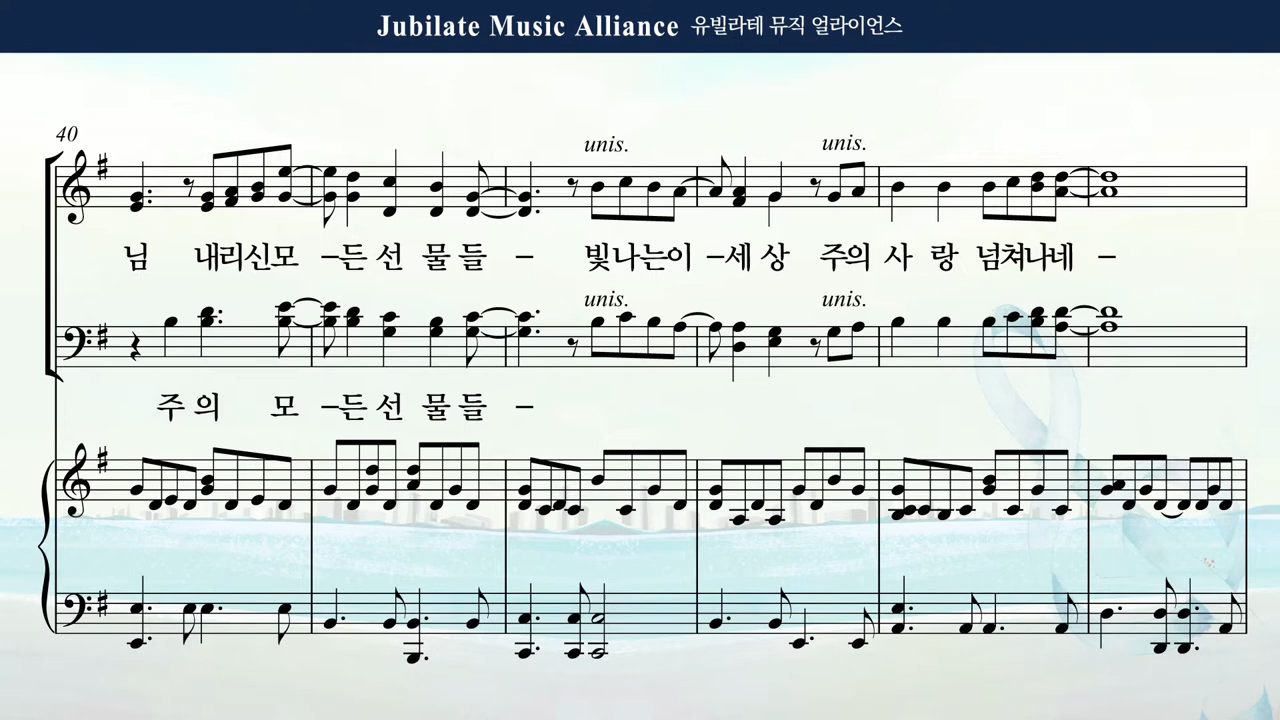 Jubilate Music Alliance 유빌라테 뮤직 얼라이언스
40
unis. unis.
님 내리신모 –든 선 물 들 – 빛나는이 –세 상 주의 사 랑 넘쳐나네 –
unis. unis.
주 의 모 –든 선 물 들 –